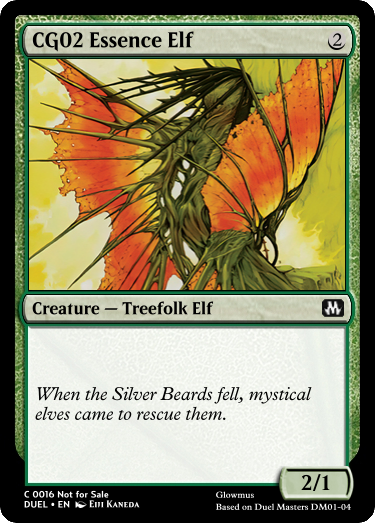 CG02 Essence Elf 2
Creature — Treefolk Elf
When the Silver Beards fell, mystical
elves came to rescue them.
2/1
C 0016 Not for Sale
DUEL • EN Eiji Kaneda
Glowmus
Based on Duel Masters DM01-04